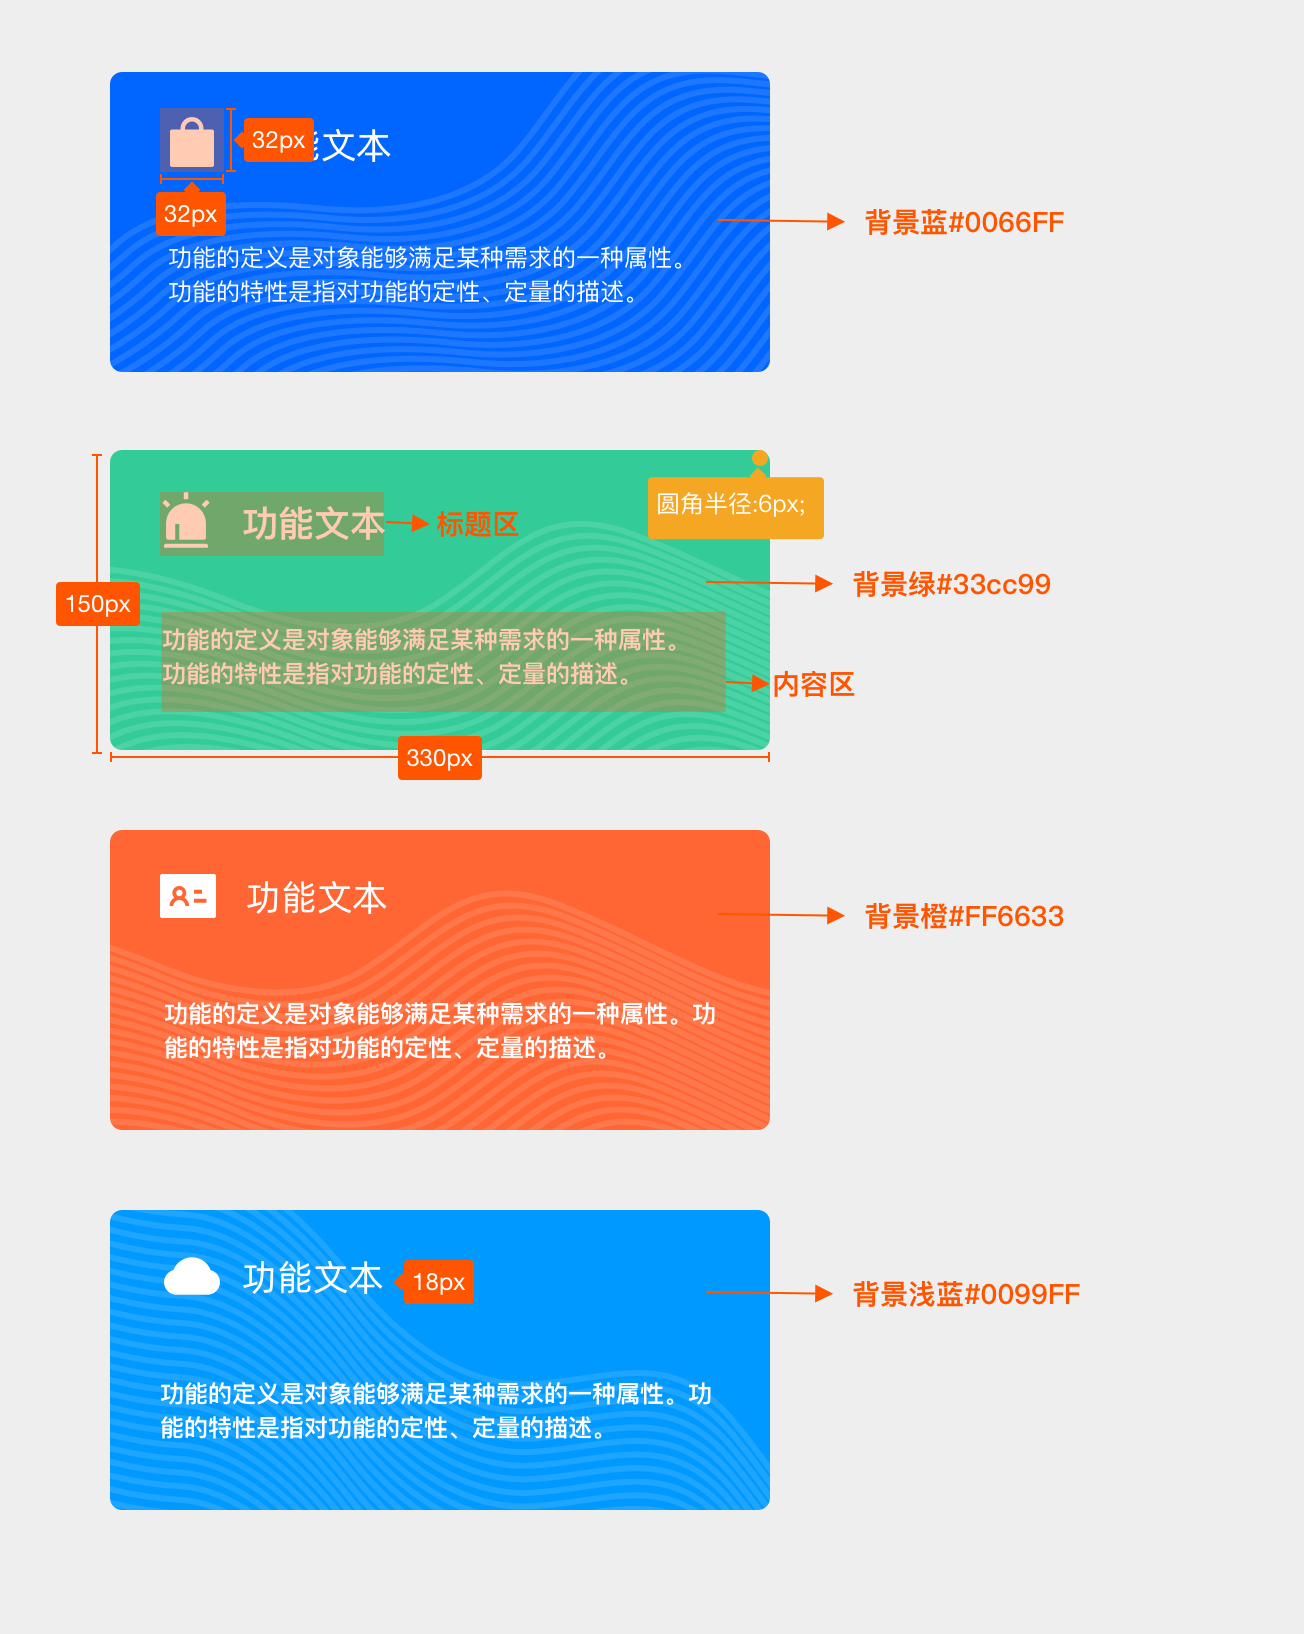 32px
文本
32px
背景蓝#0066FF
功能的定义是对象能够满足某种需求的一种属性。
功能的特性是指对功能的定性、定量的描述。
圆角半径:6px;
功能文本
标题区
背景绿#33cc99
150px
功能的定义是对象能够满足某种需求的一种属性。
功能的特性是指对功能的定性、定量的描述。
内容区
330px
功能文本
背景橙#FF6633
功能的定义是对象能够满足某种需求的一种属性。功
能的特性是指对功能的定性、定量的描述。
功能文本
18px
背景浅蓝#0099FF
功能的定义是对象能够满足某种需求的一种属性。功
能的特性是指对功能的定性、定量的描述。